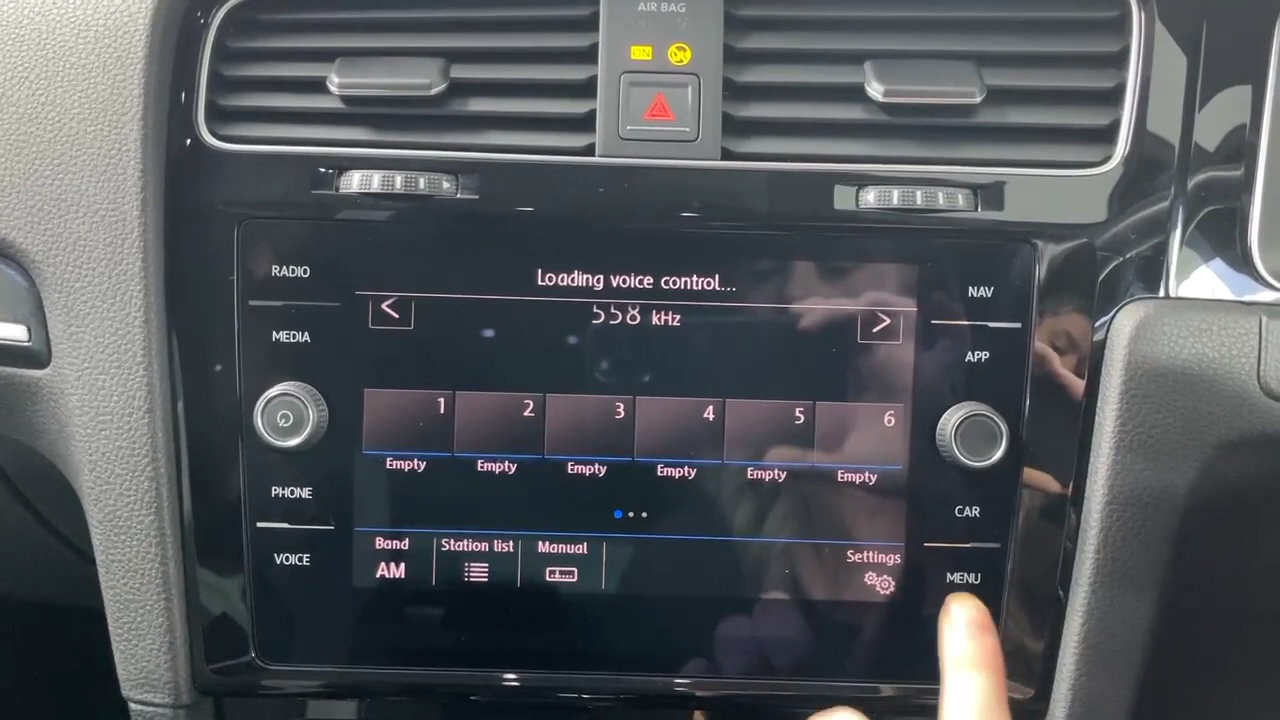 AIR BAG
ON
RADIO
MEDIA
PHONE
VOICE
Loading voice control...
558 kHz
1 2 3 4 5 6
Empty Empty Empty Empty Empty Empty
Band Station list Manual Settings
AM
NAV
APP
CAR
MENU